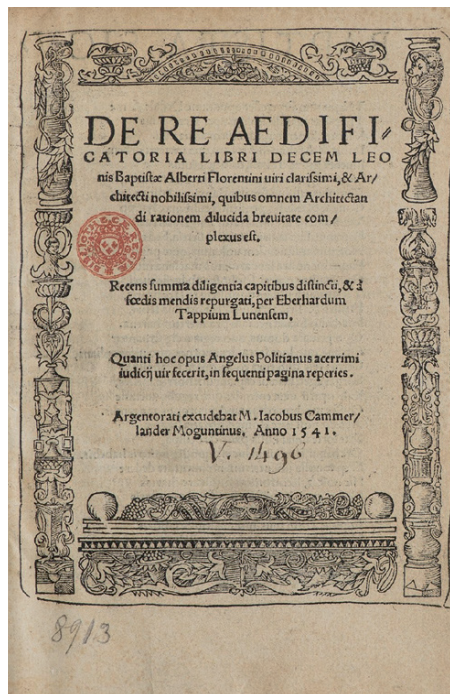 DE RE AEDIFI⸗
CATORIA LIBRI DECEM LEO
nis Baptistæ Alberti Florentini uiri clarissimi, & Ar/
chitecti nobilissimi, quibus omnem Architectan
di rationem dilucida breuitate com/
plexus est.
Recens summa diligentia capitibus distincti, & à
fœdis mendis repurgati, per Eberhardum
Tappium Lunensem.
Quanti hoc opus Angelus Politianus acerrimi
iudicij uir fecerit, in sequenti pagina reperies.
Argentorati excudebat M. Iacobus Cammer/
lander Moguntinus. Anno 1541.
V. 1496
8913